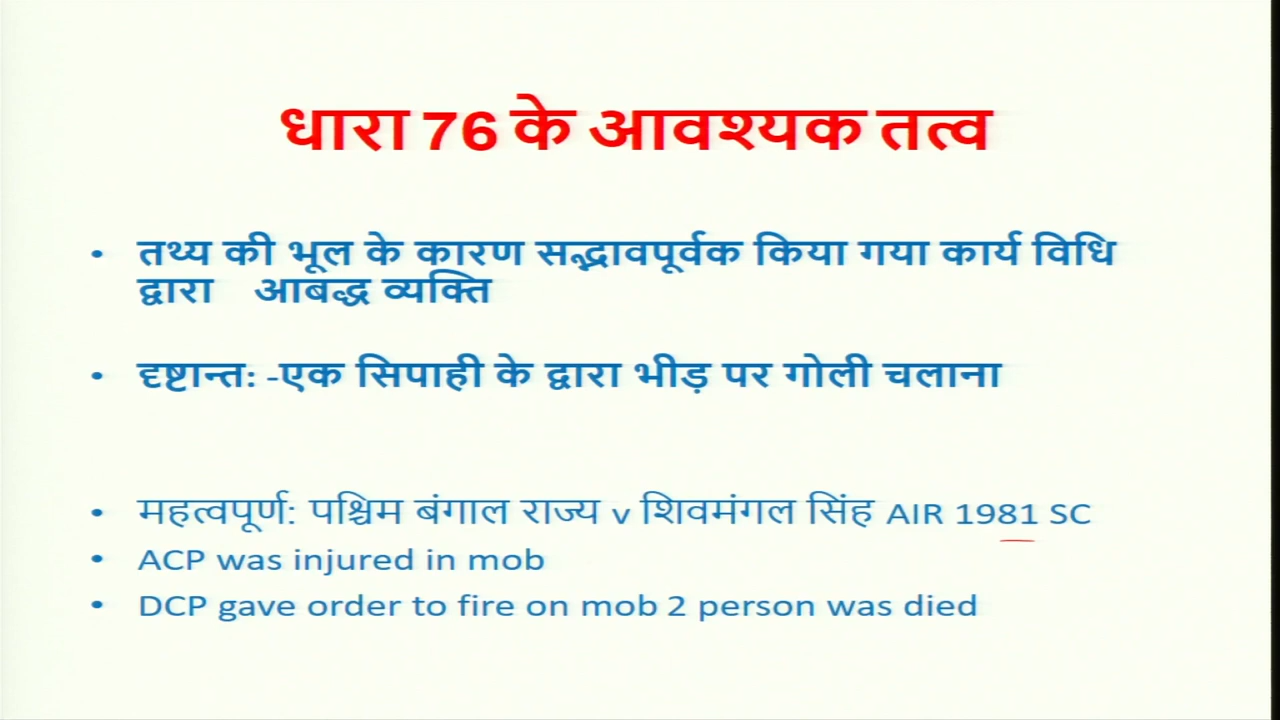 धारा 76 के आवश्यक तत्व
• तथ्य की भूल के कारण सद्भावपूर्वक किया गया कार्य विधि
द्वारा आबद्ध व्यक्ति
• दृष्टान्त: -एक सिपाही के द्वारा भीड़ पर गोली चलाना
• महत्वपूर्ण: पश्चिम बंगाल राज्य v शिवमंगल सिंह AIR 1981 SC
• ACP was injured in mob
• DCP gave order to fire on mob 2 person was died